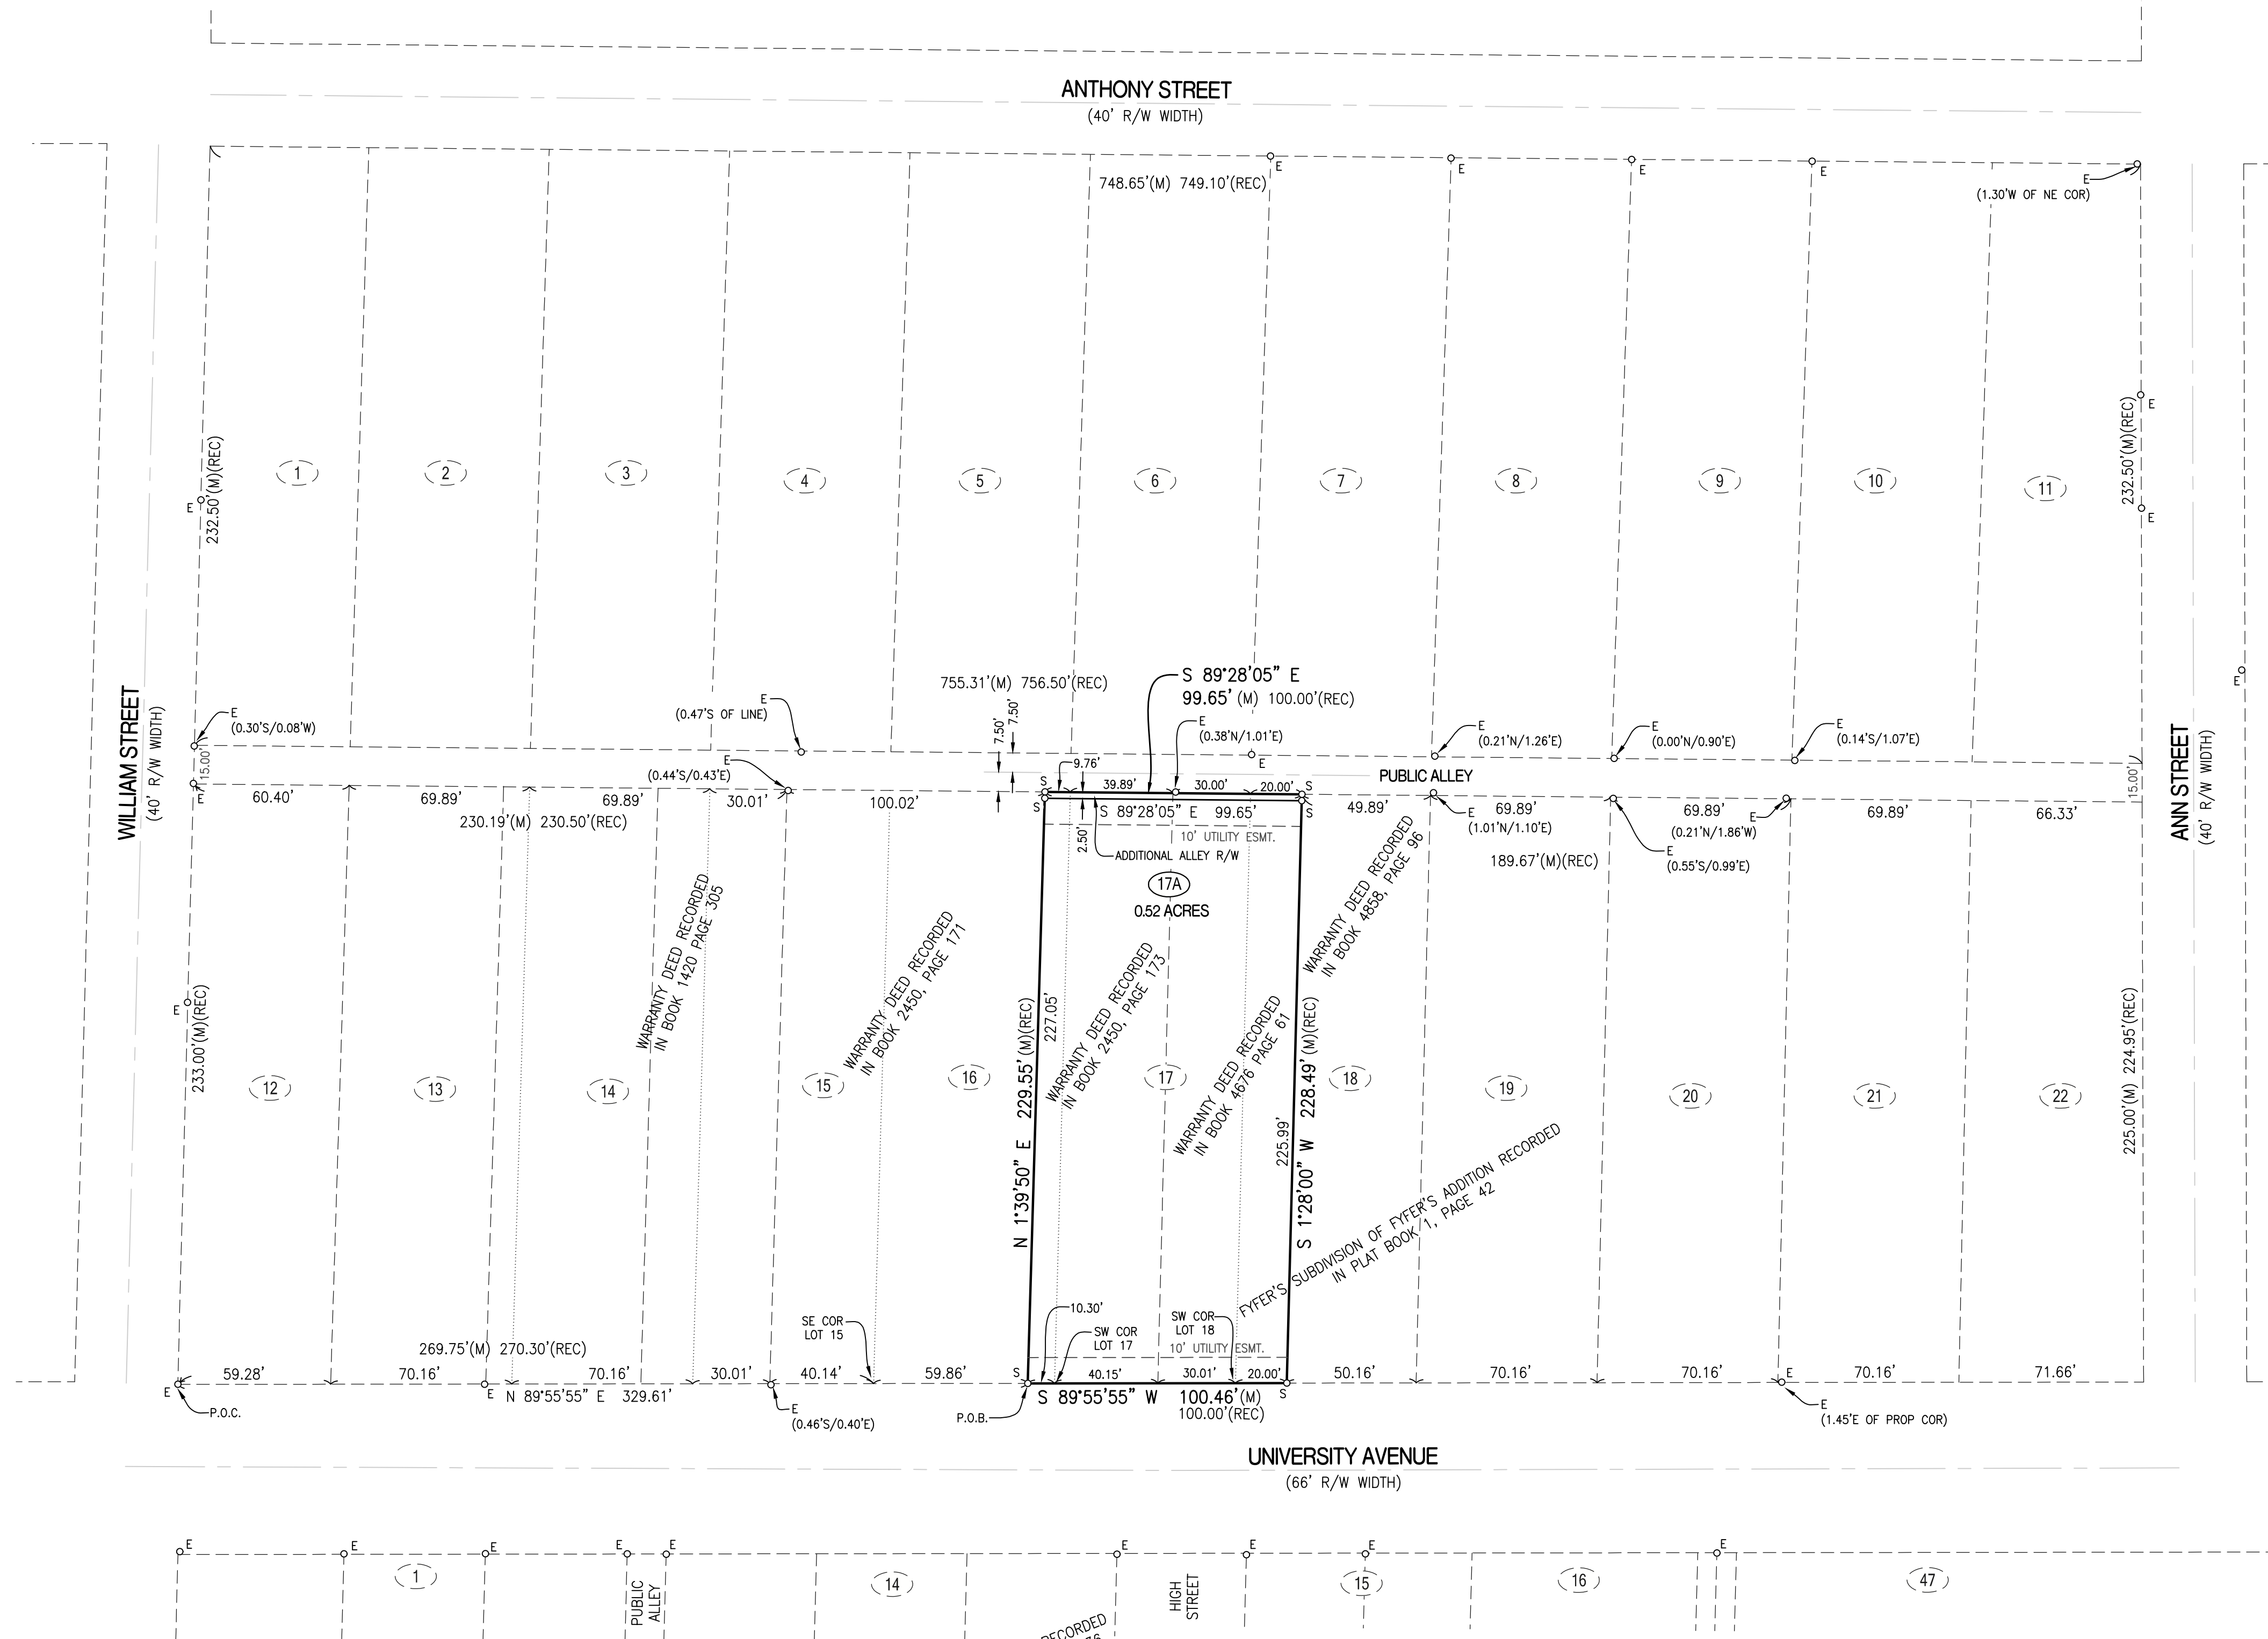 ANTHONY STREET
(40' R/W WIDTH)
748.65'(M) 749.10'(REC)
E
E
E
E
E
(1.30'W OF NE COR)
232.50'(M)(REC)
E
1
2
3
4
5
6
7
8
9
10
11
232.50'(M)(REC)
E
E
E
WILLIAM STREET
(40' R/W WIDTH)
ANN STREET
(40' R/W WIDTH)
E
(0.30'S/0.08'W)
15.00'
E
(0.47'S OF LINE)
755.31'(M) 756.50'(REC)
7.50'
7.50'
S 89°28'05" E
99.65' (M) 100.00'(REC)
E
(0.38'N/1.01'E)
E
E
(0.21'N/1.26'E)
E
(0.00'N/0.90'E)
E
(0.14'S/1.07'E)
PUBLIC ALLEY
15.00'
E
60.40'
69.89'
69.89'
E
(0.44'S/0.43'E)
30.01'
100.02'
230.19'(M) 230.50'(REC)
9.76'
S
S
39.89'
30.00'
20.00'
S
S
S 89°28'05" E 99.65'
2.50'
10' UTILITY ESMT.
ADDITIONAL ALLEY R/W
49.89'
E
(1.01'N/1.10'E)
69.89'
69.89'
E
(0.21'N/1.86'W)
69.89'
66.33'
189.67'(M)(REC)
E
(0.55'S/0.99'E)
17A
0.52 ACRES
WARRANTY DEED RECORDED
IN BOOK 1420 PAGE 305
WARRANTY DEED RECORDED
IN BOOK 2450, PAGE 171
WARRANTY DEED RECORDED
IN BOOK 2450, PAGE 173
WARRANTY DEED RECORDED
IN BOOK 4676 PAGE 61
WARRANTY DEED RECORDED
IN BOOK 4858, PAGE 96
E
233.00'(M)(REC)
12
13
14
15
16
17
18
19
20
21
22
N 1°39'50" E 229.55'(M)(REC)
227.05'
225.99'
S 1°28'00" W 228.49'(M)(REC)
225.00'(M) 224.95'(REC)
FYFER'S SUBDIVISION OF FYFER'S ADDITION RECORDED
IN PLAT BOOK 1, PAGE 42
269.75'(M) 270.30'(REC)
SE COR
LOT 15
10.30'
SW COR
LOT 17
SW COR
LOT 18
10' UTILITY ESMT.
E
59.28'
70.16'
70.16'
30.01'
40.14'
59.86'
S
40.15'
30.01'
20.00'
S
50.16'
70.16'
70.16'
E
70.16'
71.66'
P.O.C.
E
N 89°55'55" E 329.61'
E
(0.46'S/0.40'E)
P.O.B.
S 89°55'55" W 100.46'(M)
100.00'(REC)
E
(1.45'E OF PROP COR)
UNIVERSITY AVENUE
(66' R/W WIDTH)
E
E
E
E
E
E
E
E
E
1
PUBLIC
ALLEY
14
HIGH
STREET
15
16
47
RECORDED